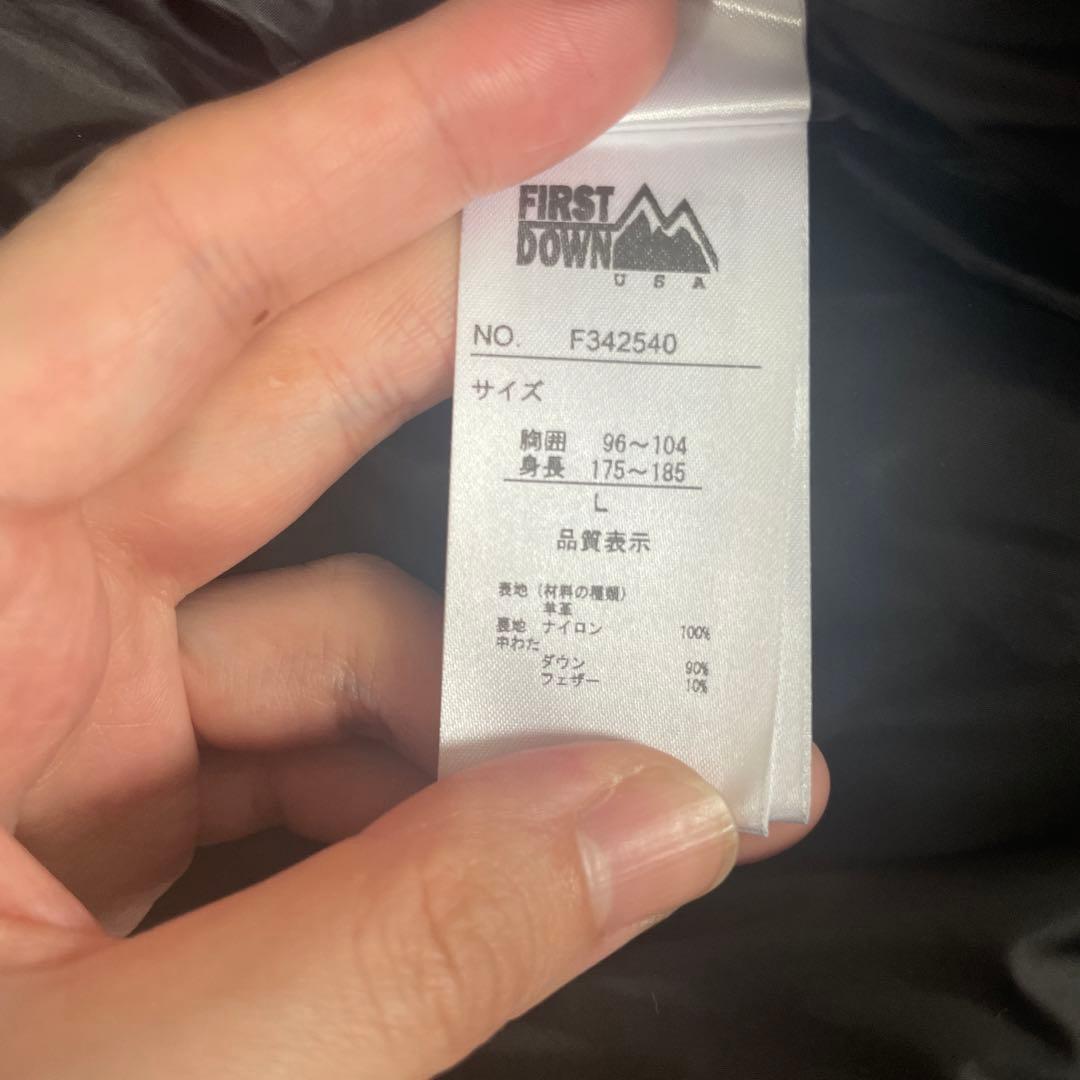 FIRST
DOWN
USA
NO. F342540
サイズ
胸囲 96～104
身長 175～185
L
品質表示
表地 (材料の種類)
羊革
裏地 ナイロン 100%
中わた
ダウン 90%
フェザー 10%